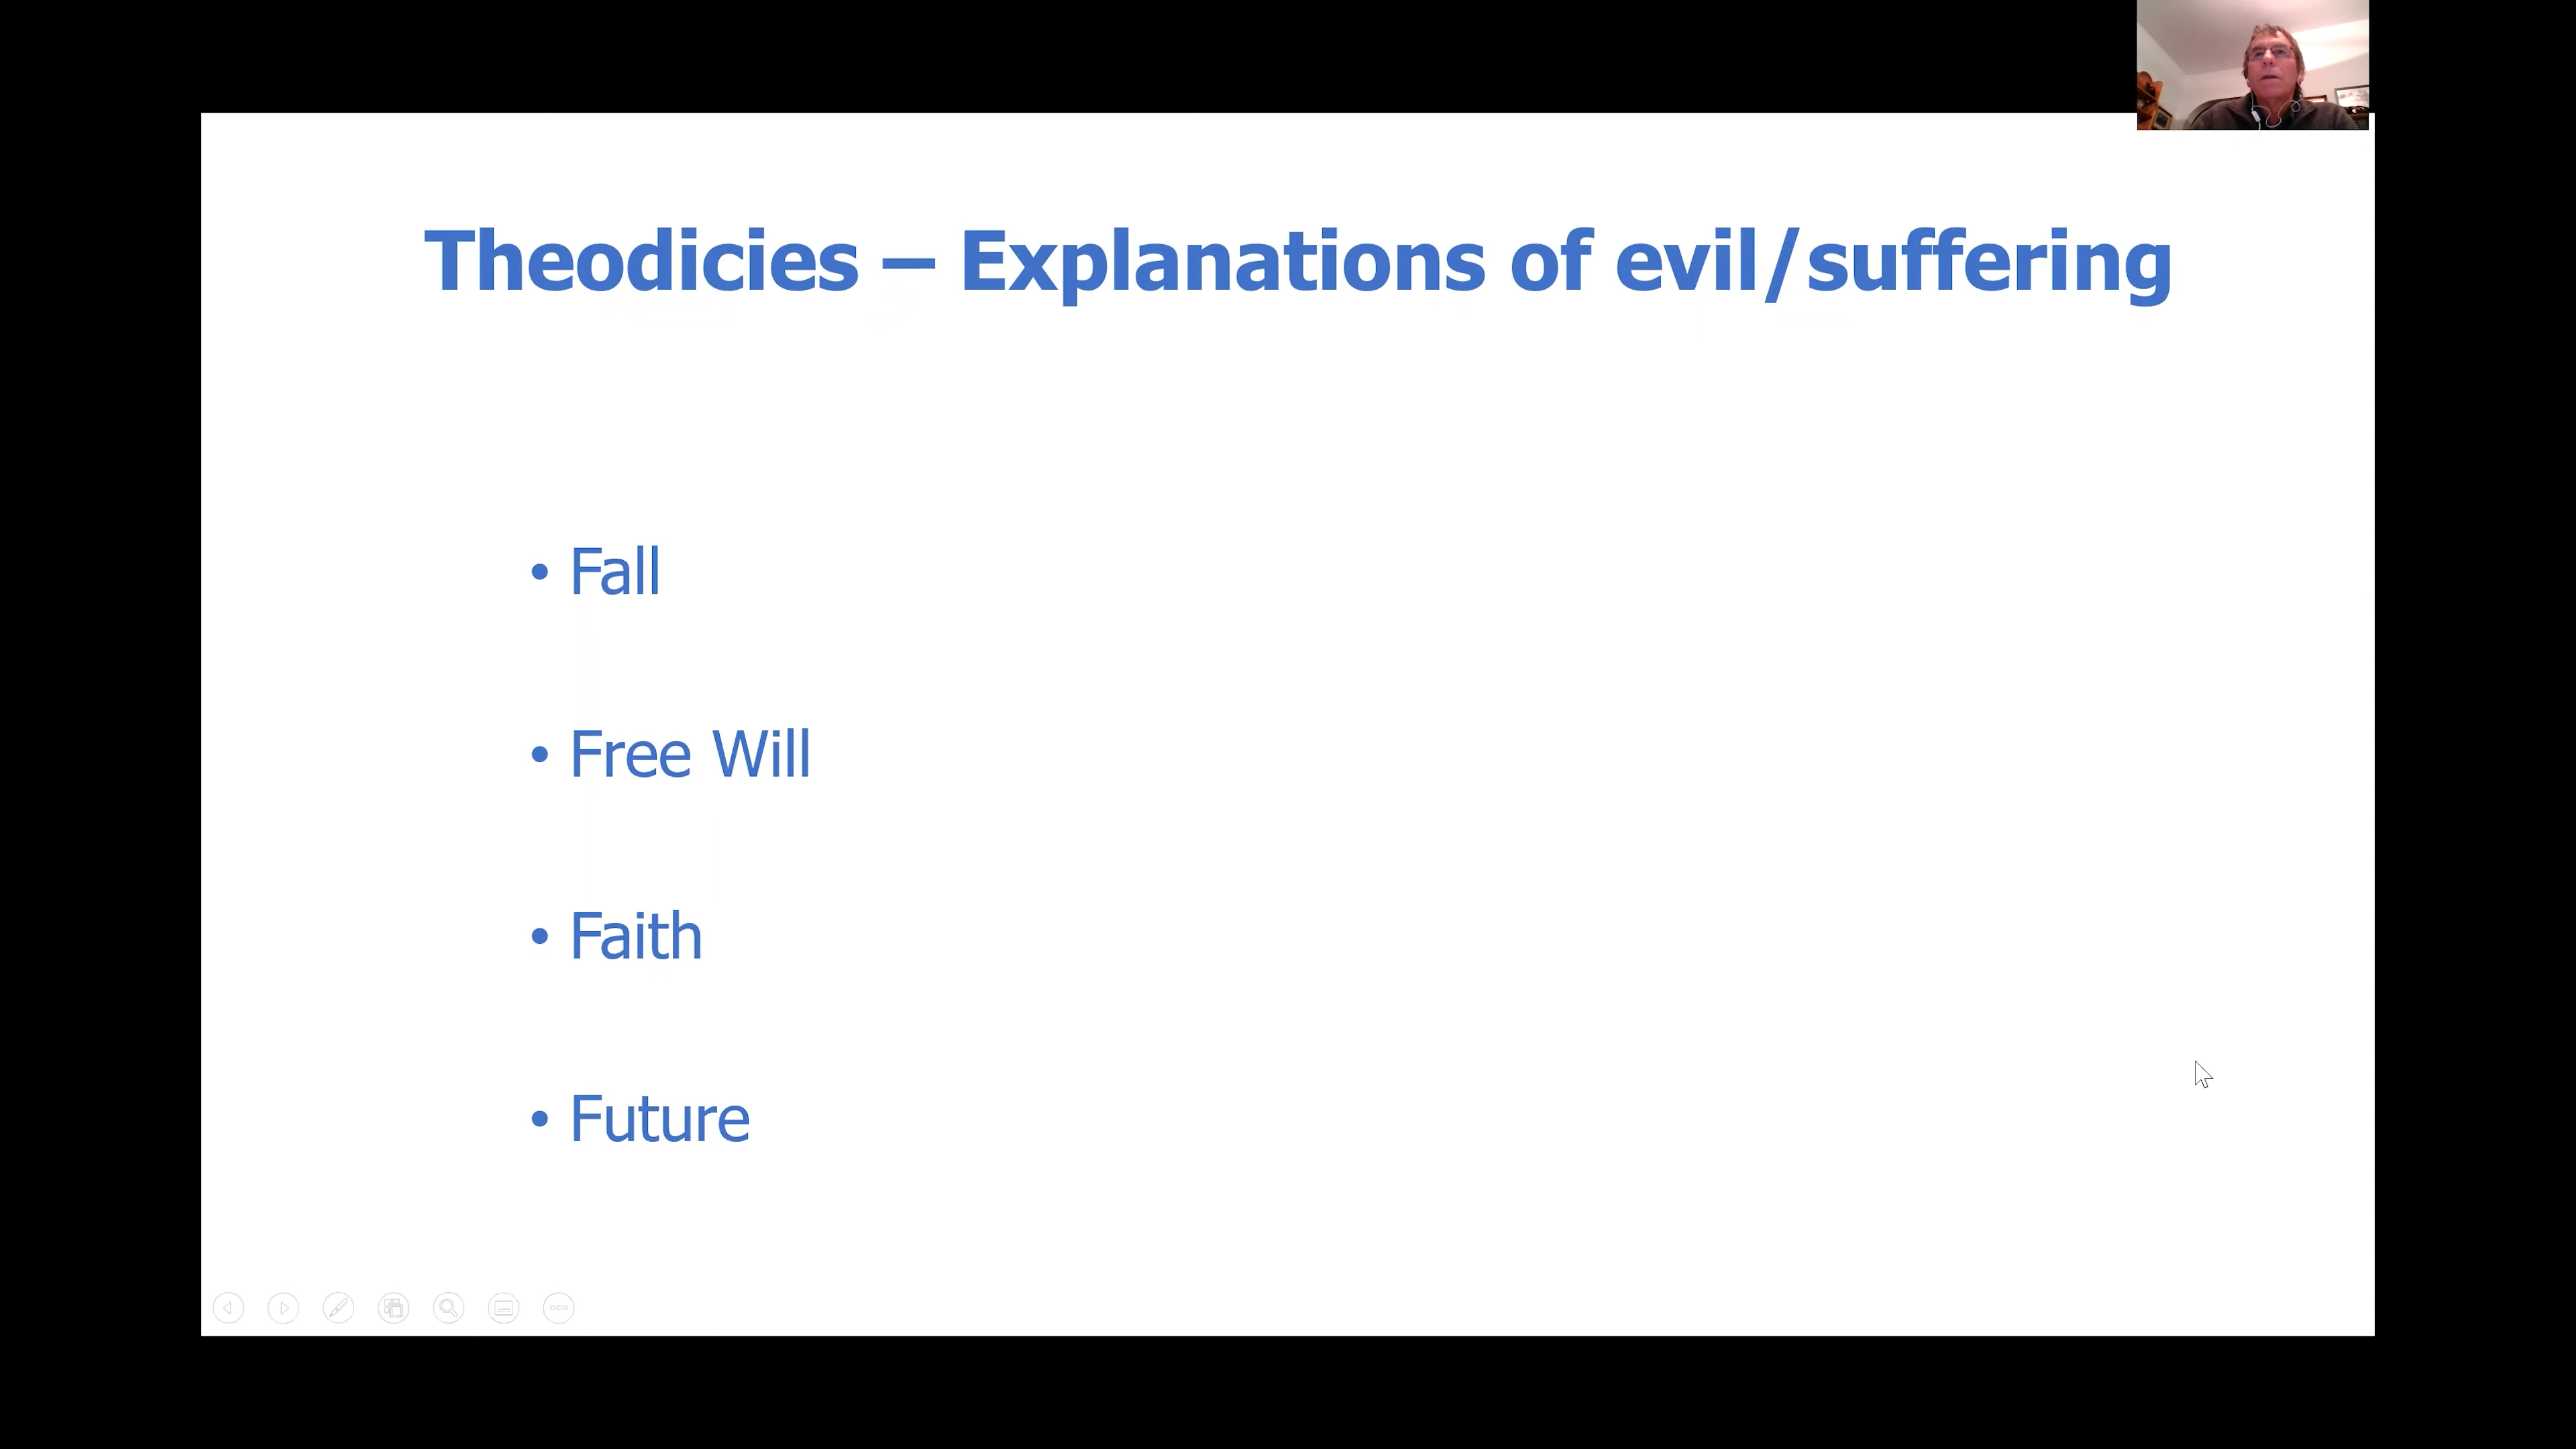 Theodicies – Explanations of evil/suffering
• Fall
• Free Will
• Faith
• Future